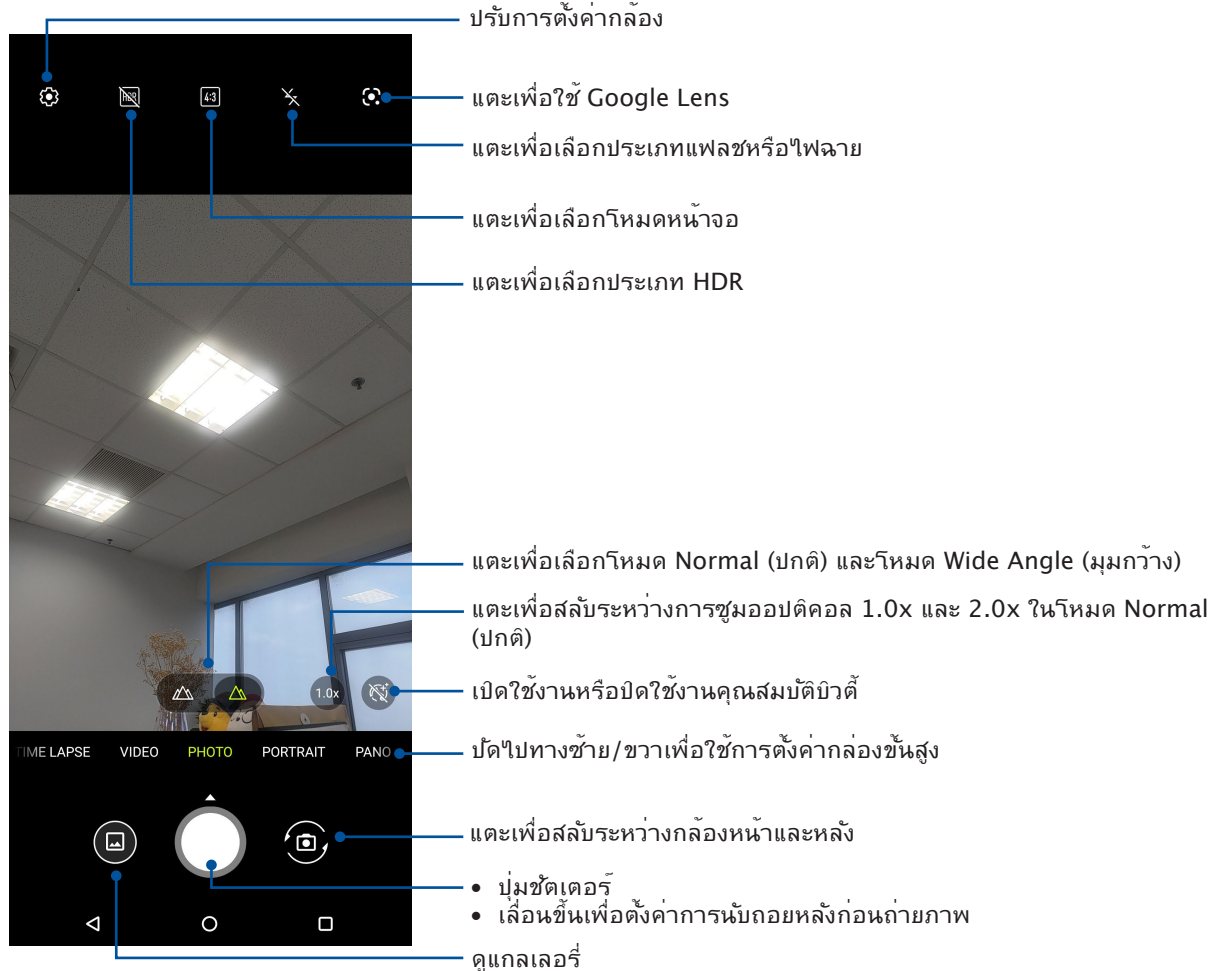 ปรับการตั้งค่ากล้อง
HDR
4:3
แตะเพื่อใช้ Google Lens
แตะเพื่อเลือกประเภทแฟลชหรือไฟฉาย
แตะเพื่อเลือกโหมดหน้าจอ
แตะเพื่อเลือกประเภท HDR
แตะเพื่อเลือกโหมด Normal (ปกติ) และโหมด Wide Angle (มุมกว้าง)
แตะเพื่อสลับระหว่างการซูมออปติคอล 1.0x และ 2.0x ในโหมด Normal
(ปกติ)
1.0x
เปิดใช้งานหรือปิดใช้งานคุณสมบัติบิวตี้
TIME LAPSE VIDEO PHOTO PORTRAIT PANO
ปัดไปทางซ้าย/ขวาเพื่อใช้การตั้งค่ากล่องขั้นสูง
แตะเพื่อสลับระหว่างกล้องหน้าและหลัง
• ปุ่มชัตเตอร์
• เลื่อนขึ้นเพื่อตั้งค่าการนับถอยหลังก่อนถ่ายภาพ
ดูแกลเลอรี่